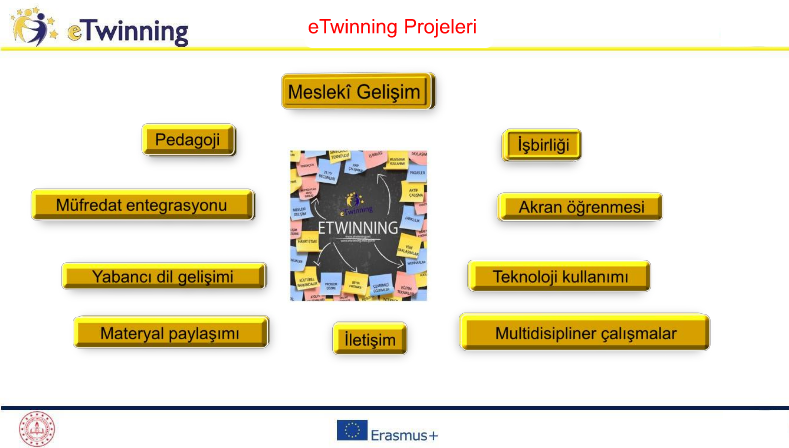 eTwinning
eTwinning Projeleri
Meslekî Gelişim
Pedagoji
İşbirliği
Müfredat entegrasyonu
Akran öğrenmesi
eTwinning
ETWINNING
Yabancı dil gelişimi
Teknoloji kullanımı
Materyal paylaşımı
İletişim
Multidisipliner çalışmalar
Erasmus+